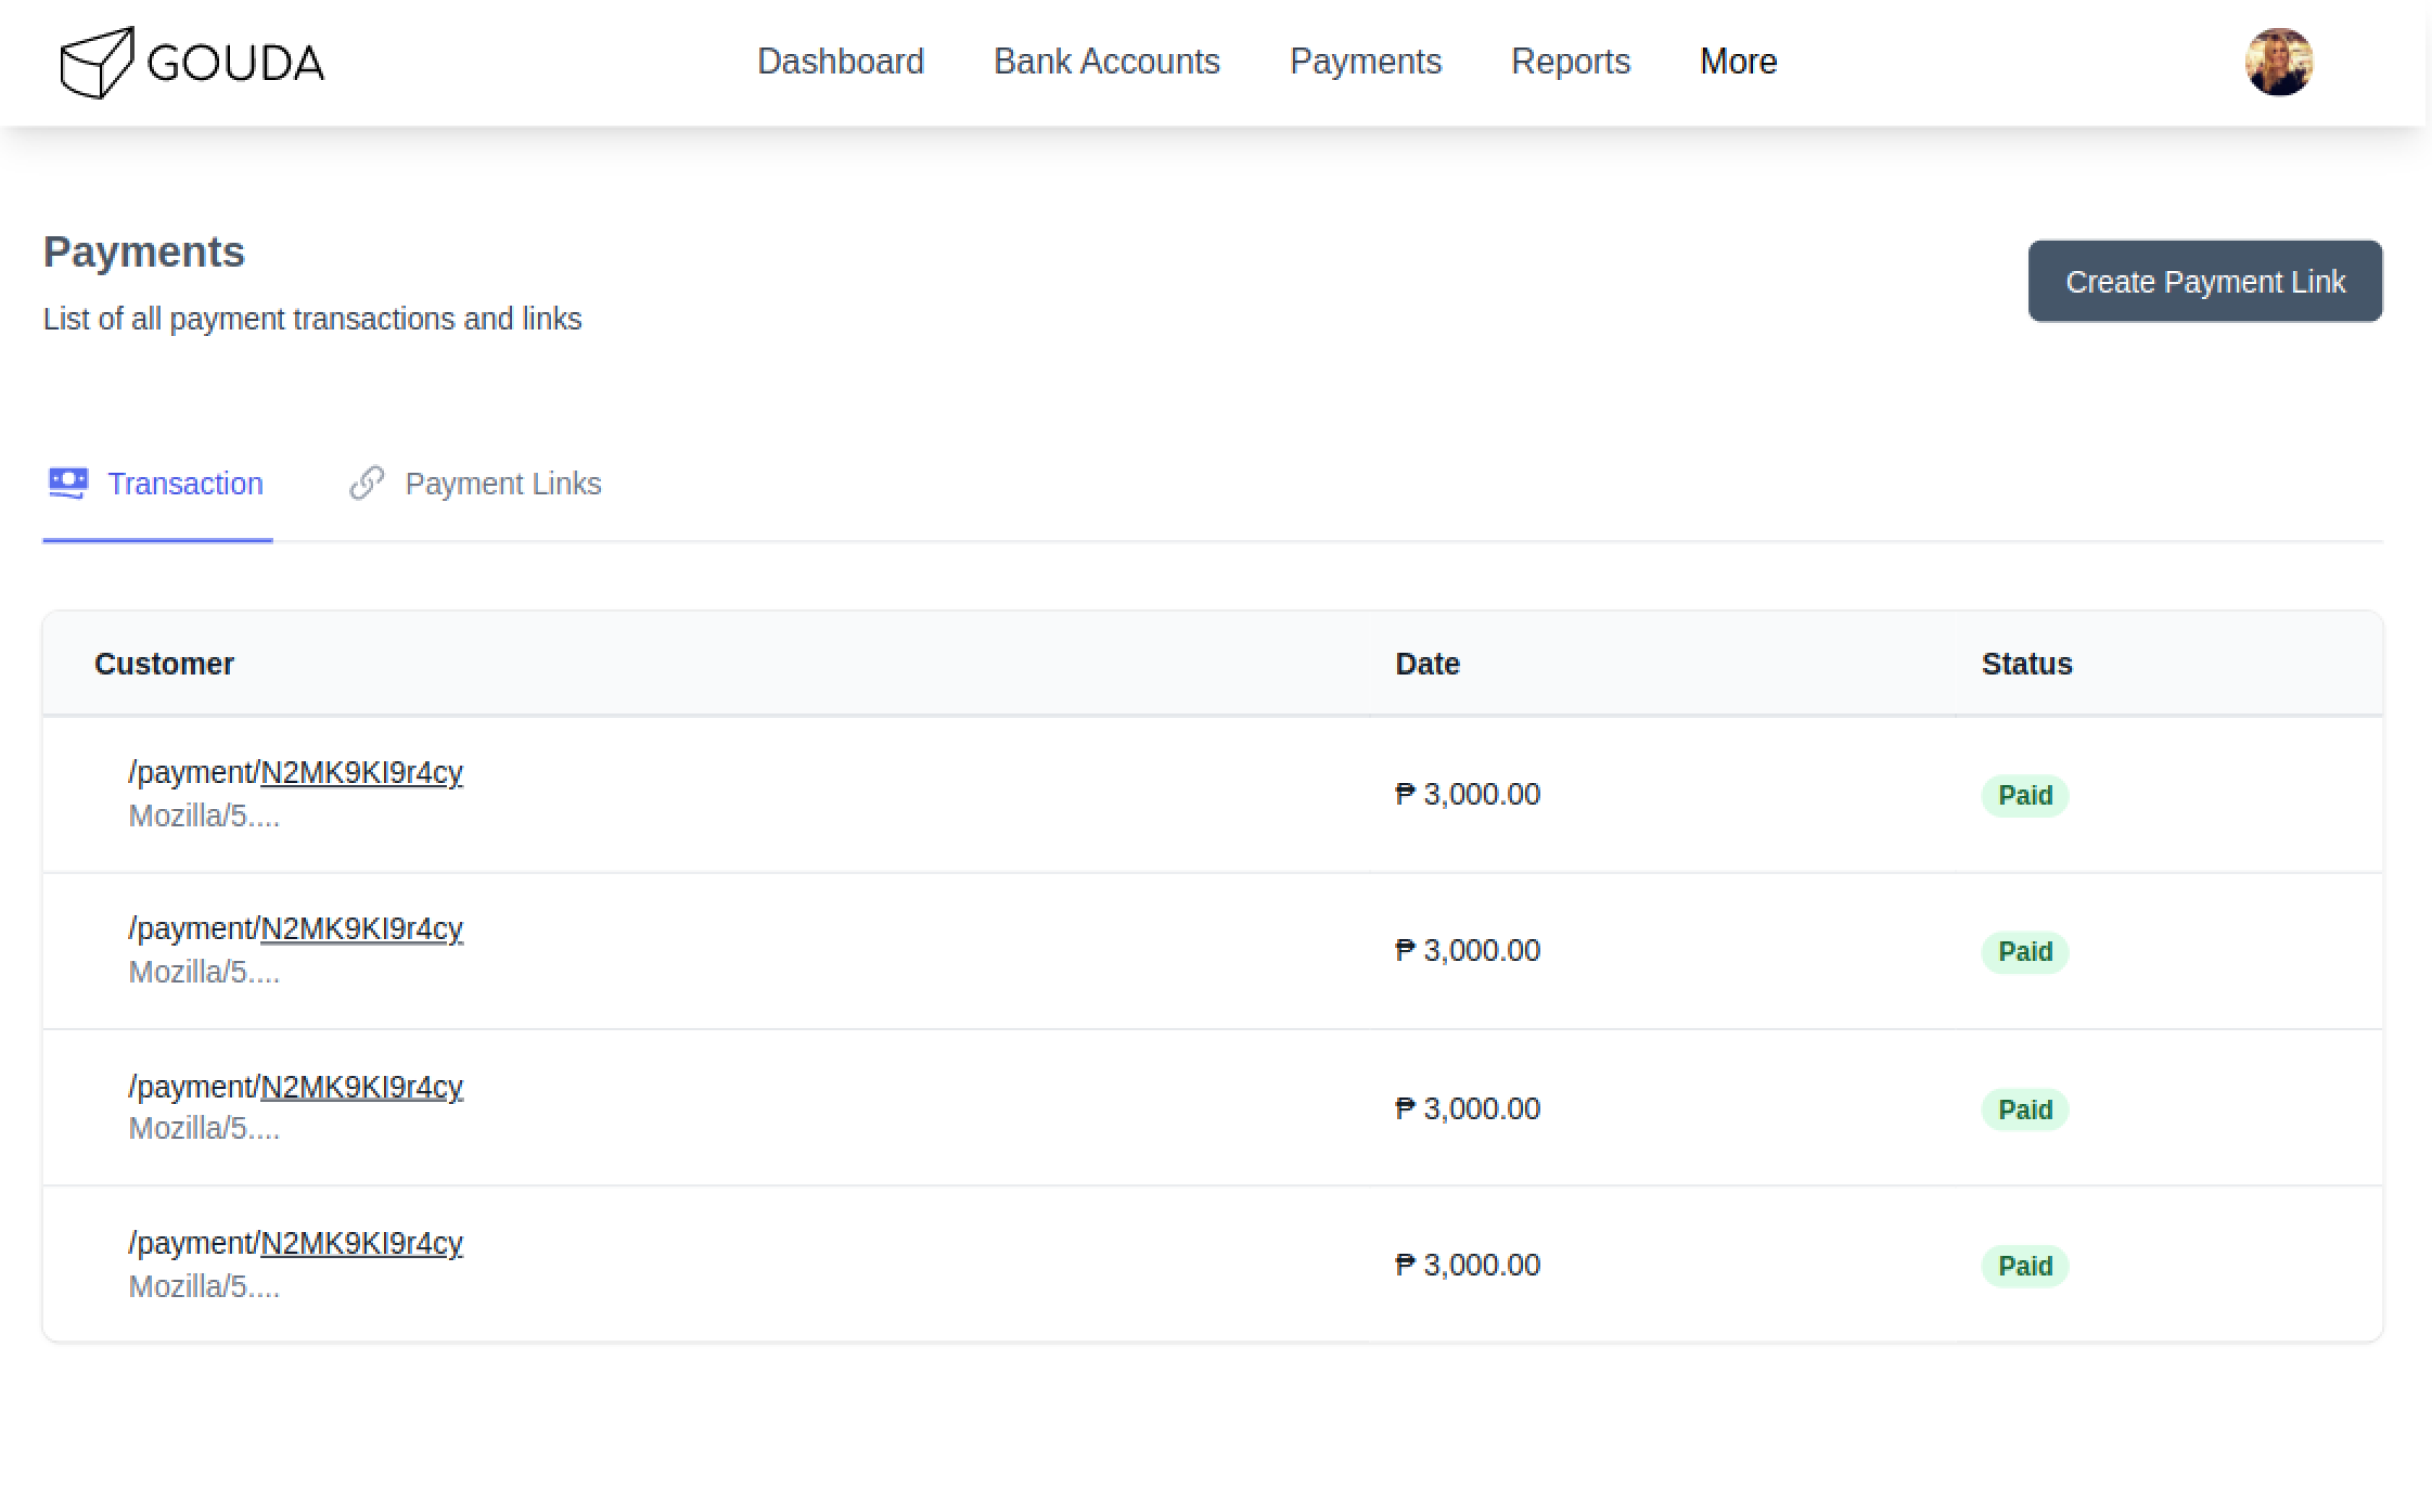 GOUDA Dashboard Bank Accounts Payments Reports More
Payments
Create Payment Link
List of all payment transactions and links
Transaction Payment Links
Customer Date Status
/payment/N2MK9KI9r4cy
Mozilla/5....
₱ 3,000.00 Paid
/payment/N2MK9KI9r4cy
Mozilla/5....
₱ 3,000.00 Paid
/payment/N2MK9KI9r4cy
Mozilla/5....
₱ 3,000.00 Paid
/payment/N2MK9KI9r4cy
Mozilla/5....
₱ 3,000.00 Paid